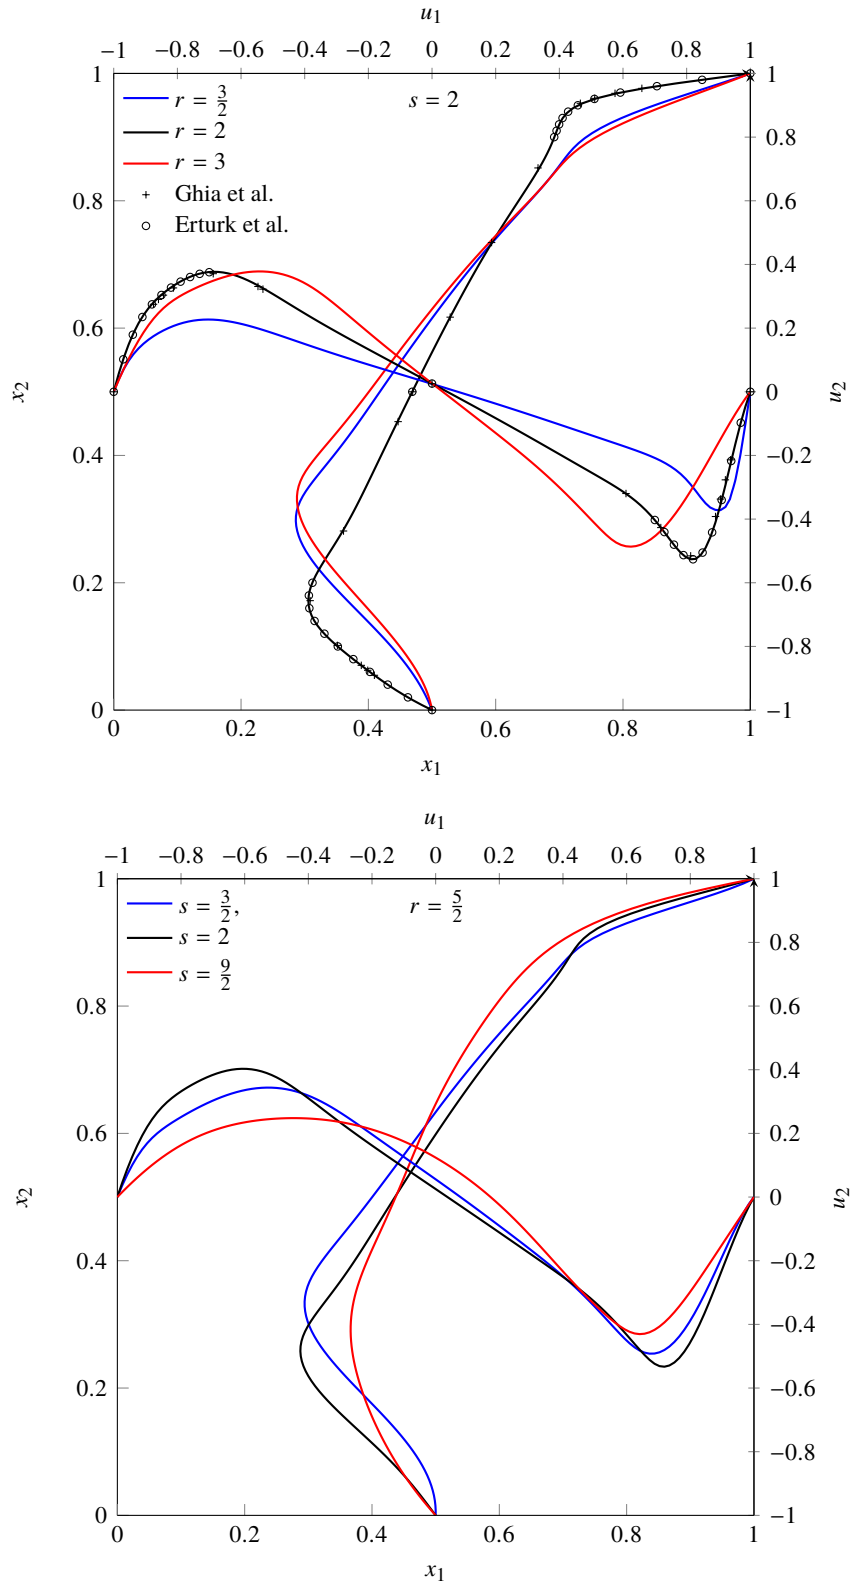 u₁
−1 −0.8 −0.6 −0.4 −0.2 0 0.2 0.4 0.6 0.8 1
1
0.8
0.6
0.4
0.2
0
x₂
r = 3/2
r = 2
r = 3
Ghia et al.
Erturk et al.
s = 2
1
0.8
0.6
0.4
0.2
0
−0.2
−0.4
−0.6
−0.8
−1
u₂
0 0.2 0.4 0.6 0.8 1
x₁
u₁
−1 −0.8 −0.6 −0.4 −0.2 0 0.2 0.4 0.6 0.8 1
1
0.8
0.6
0.4
0.2
0
x₂
s = 3/2,
s = 2
s = 9/2
r = 5/2
1
0.8
0.6
0.4
0.2
0
−0.2
−0.4
−0.6
−0.8
−1
u₂
0 0.2 0.4 0.6 0.8 1
x₁